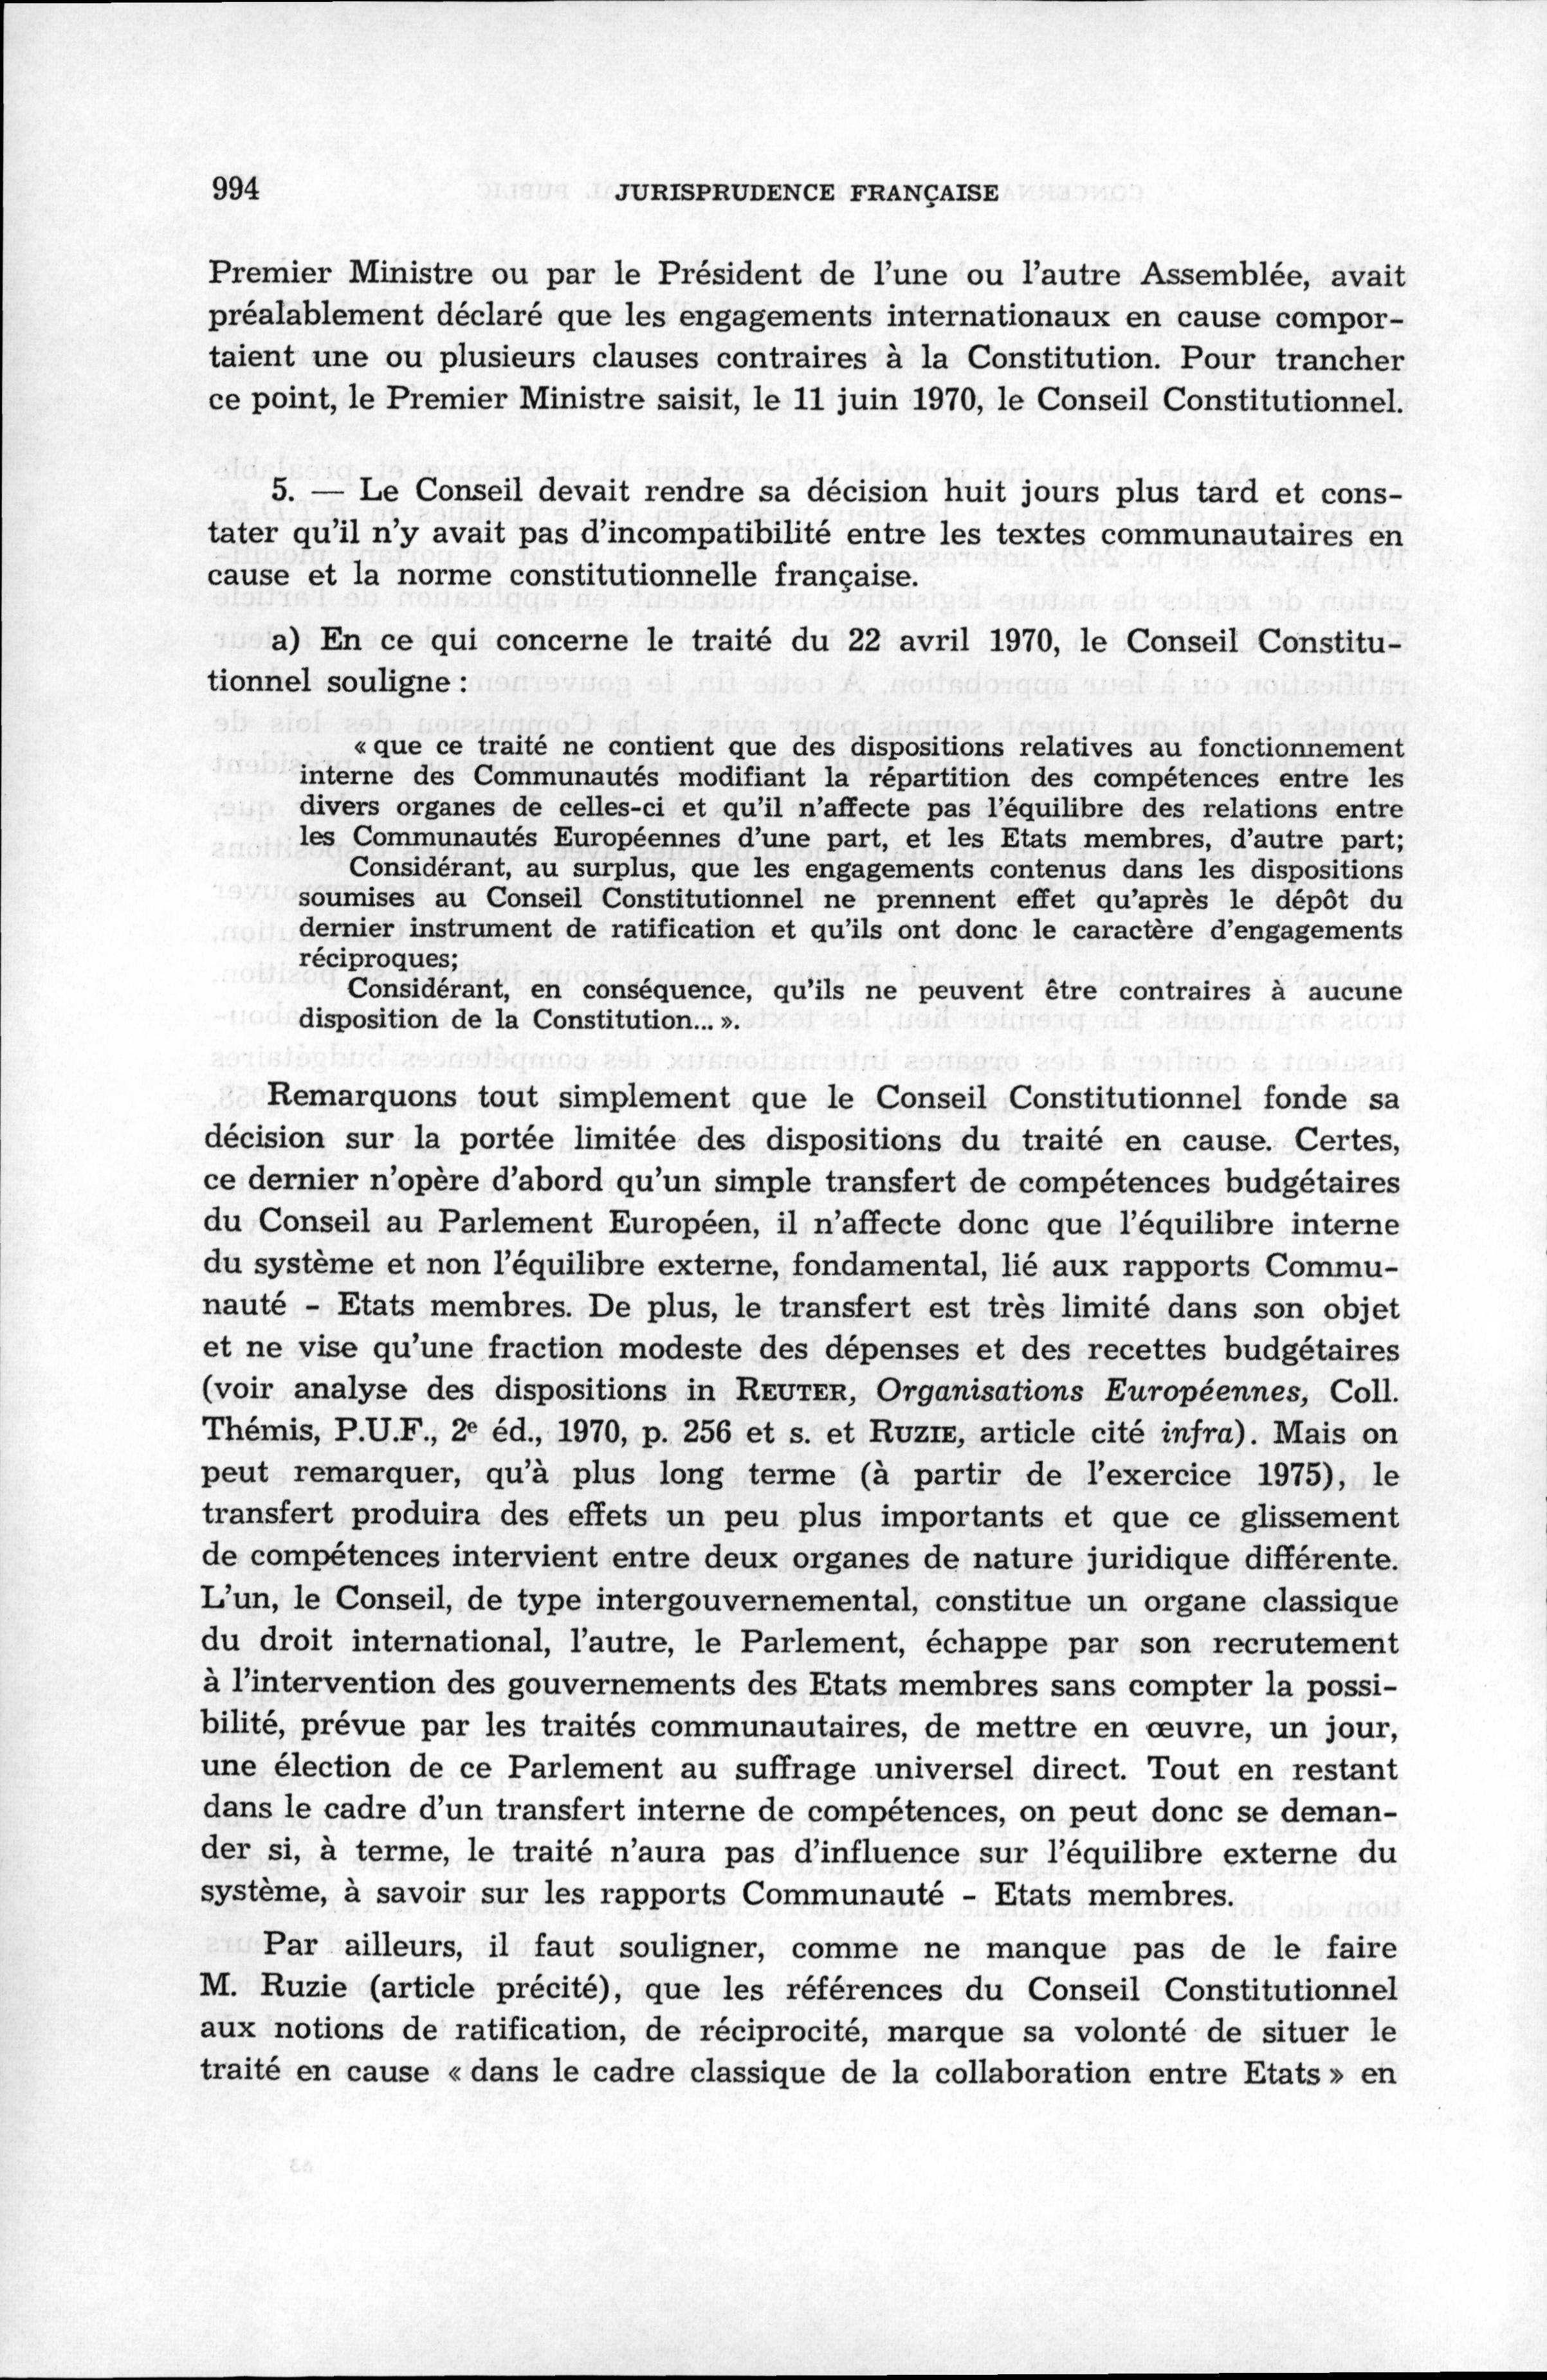 994
JURISPRUDENCE FRANÇAISE
Premier Ministre ou par le Président de l'une ou l'autre Assemblée, avait
préalablement déclaré que les engagements internationaux en cause compor-
taient une ou plusieurs clauses contraires à la Constitution. Pour trancher
ce point, le Premier Ministre saisit, le 11 juin 1970, le Conseil Constitutionnel.
5. — Le Conseil devait rendre sa décision huit jours plus tard et cons-
tater qu'il n'y avait pas d'incompatibilité entre les textes communautaires en
cause et la norme constitutionnelle française.
a) En ce qui concerne le traité du 22 avril 1970, le Conseil Constitu-
tionnel souligne :
« que ce traité ne contient que des dispositions relatives au fonctionnement
interne des Communautés modifiant la répartition des compétences entre les
divers organes de celles-ci et qu'il n'affecte pas l'équilibre des relations entre
les Communautés Européennes d'une part, et les Etats membres, d'autre part;
Considérant, au surplus, que les engagements contenus dans les dispositions
soumises au Conseil Constitutionnel ne prennent effet qu'après le dépôt du
dernier instrument de ratification et qu'ils ont donc le caractère d'engagements
réciproques;
Considérant, en conséquence, qu'ils ne peuvent être contraires à aucune
disposition de la Constitution... ».
Remarquons tout simplement que le Conseil Constitutionnel fonde sa
décision sur la portée limitée des dispositions du traité en cause. Certes,
ce dernier n'opère d'abord qu'un simple transfert de compétences budgétaires
du Conseil au Parlement Européen, il n'affecte donc que l'équilibre interne
du système et non l'équilibre externe, fondamental, lié aux rapports Commu-
nauté - Etats membres. De plus, le transfert est très limité dans son objet
et ne vise qu'une fraction modeste des dépenses et des recettes budgétaires
(voir analyse des dispositions in REUTER, Organisations Européennes, Coll.
Thémis, P.U.F., 2e éd., 1970, p. 256 et s. et RUZIE, article cité infra). Mais on
peut remarquer, qu'à plus long terme (à partir de l'exercice 1975), le
transfert produira des effets un peu plus importants et que ce glissement
de compétences intervient entre deux organes de nature juridique différente.
L'un, le Conseil, de type intergouvernemental, constitue un organe classique
du droit international, l'autre, le Parlement, échappe par son recrutement
à l'intervention des gouvernements des Etats membres sans compter la possi-
bilité, prévue par les traités communautaires, de mettre en œuvre, un jour,
une élection de ce Parlement au suffrage universel direct. Tout en restant
dans le cadre d'un transfert interne de compétences, on peut donc se deman-
der si, à terme, le traité n'aura pas d'influence sur l'équilibre externe du
système, à savoir sur les rapports Communauté - Etats membres.
Par ailleurs, il faut souligner, comme ne manque pas de le faire
M. Ruzie (article précité), que les références du Conseil Constitutionnel
aux notions de ratification, de réciprocité, marque sa volonté de situer le
traité en cause « dans le cadre classique de la collaboration entre Etats » en